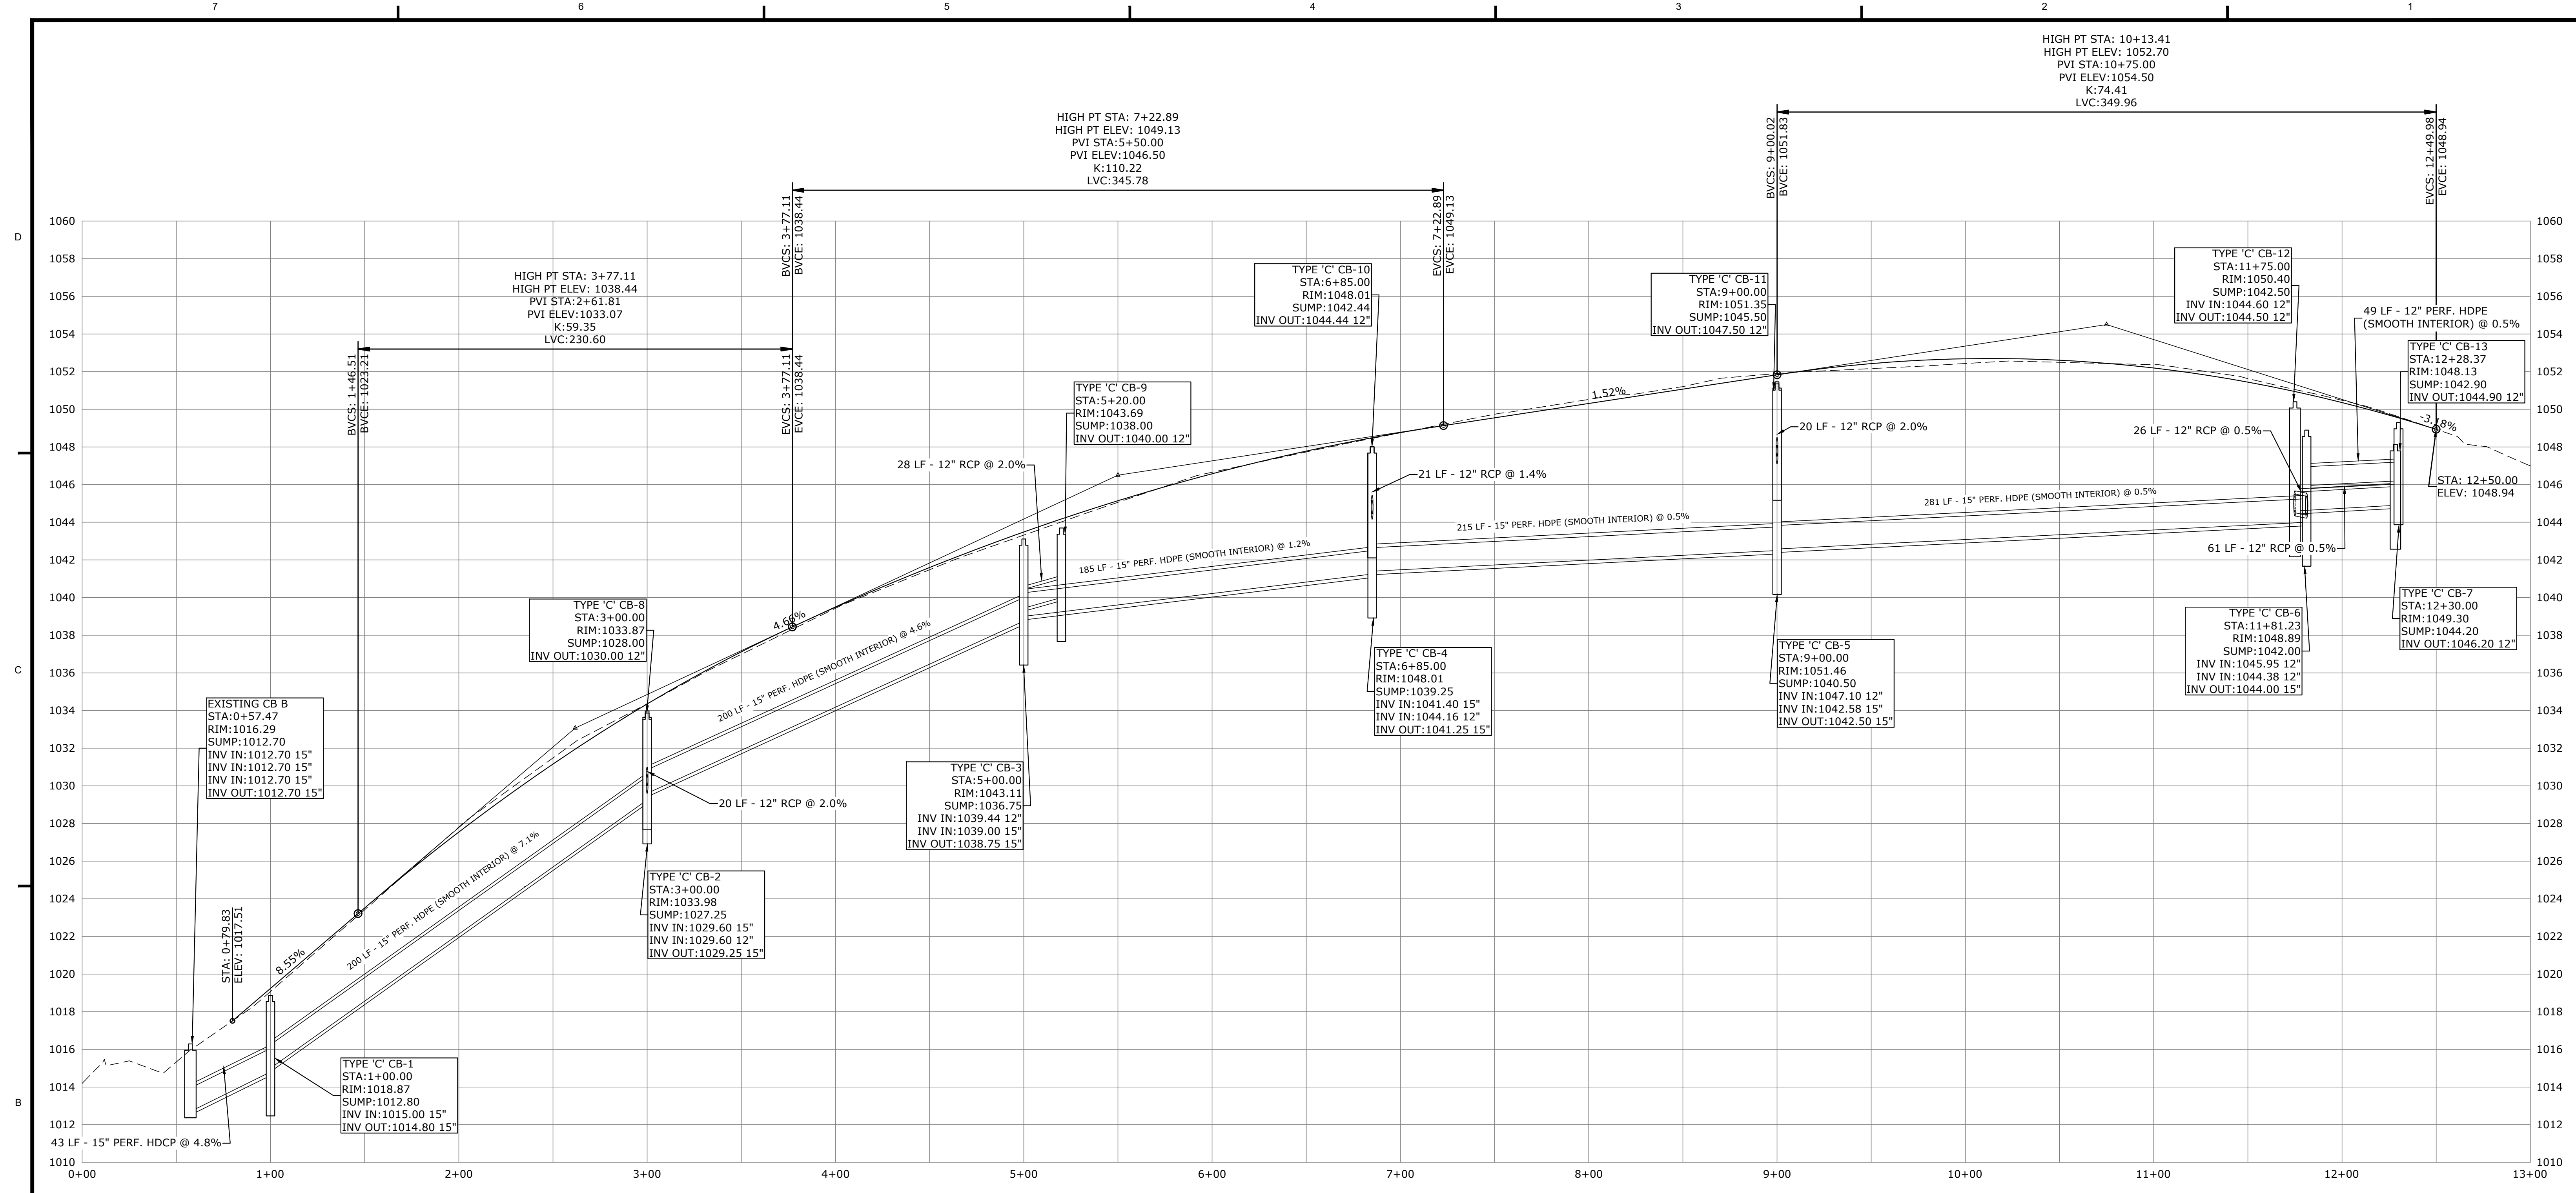 7 6 5 4 3 2 1
HIGH PT STA: 10+13.41
HIGH PT ELEV: 1052.70
PVI STA:10+75.00
PVI ELEV:1054.50
K:74.41
LVC:349.96
BVCS: 9+00.02
BVCE: 1051.83
EVCS: 12+49.98
EVCE: 1048.94
HIGH PT STA: 7+22.89
HIGH PT ELEV: 1049.13
PVI STA:5+50.00
PVI ELEV:1046.50
K:110.22
LVC:345.78
BVCS: 3+77.11
BVCE: 1038.44
EVCS: 7+22.89
EVCE: 1049.13
HIGH PT STA: 3+77.11
HIGH PT ELEV: 1038.44
PVI STA:2+61.81
PVI ELEV:1033.07
K:59.35
LVC:230.60
BVCS: 1+46.51
BVCE: 1023.21
EVCS: 3+77.11
EVCE: 1038.44
D
C
B
1060
1058
1056
1054
1052
1050
1048
1046
1044
1042
1040
1038
1036
1034
1032
1030
1028
1026
1024
1022
1020
1018
1016
1014
1012
1010
TYPE 'C' CB-10
STA:6+85.00
RIM:1048.01
SUMP:1042.44
INV OUT:1044.44 12"
TYPE 'C' CB-11
STA:9+00.00
RIM:1051.35
SUMP:1045.50
INV OUT:1047.50 12"
TYPE 'C' CB-12
STA:11+75.00
RIM:1050.40
SUMP:1042.50
INV IN:1044.60 12"
INV OUT:1044.50 12"
49 LF - 12" PERF. HDPE
(SMOOTH INTERIOR) @ 0.5%
TYPE 'C' CB-13
STA:12+28.37
RIM:1048.13
SUMP:1042.90
INV OUT:1044.90 12"
TYPE 'C' CB-9
STA:5+20.00
RIM:1043.69
SUMP:1038.00
INV OUT:1040.00 12"
1.52%
-3.18%
28 LF - 12" RCP @ 2.0%
21 LF - 12" RCP @ 1.4%
20 LF - 12" RCP @ 2.0%
26 LF - 12" RCP @ 0.5%
STA: 12+50.00
ELEV: 1048.94
185 LF - 15" PERF. HDPE (SMOOTH INTERIOR) @ 1.2%
215 LF - 15" PERF. HDPE (SMOOTH INTERIOR) @ 0.5%
281 LF - 15" PERF. HDPE (SMOOTH INTERIOR) @ 0.5%
61 LF - 12" RCP @ 0.5%
TYPE 'C' CB-8
STA:3+00.00
RIM:1033.87
SUMP:1028.00
INV OUT:1030.00 12"
4.66%
200 LF - 15" PERF. HDPE (SMOOTH INTERIOR) @ 4.6%
TYPE 'C' CB-4
STA:6+85.00
RIM:1048.01
SUMP:1039.25
INV IN:1041.40 15"
INV IN:1044.16 12"
INV OUT:1041.25 15"
TYPE 'C' CB-5
STA:9+00.00
RIM:1051.46
SUMP:1040.50
INV IN:1047.10 12"
INV IN:1042.58 15"
INV OUT:1042.50 15"
TYPE 'C' CB-6
STA:11+81.23
RIM:1048.89
SUMP:1042.00
INV IN:1045.95 12"
INV IN:1044.38 12"
INV OUT:1044.00 15"
TYPE 'C' CB-7
STA:12+30.00
RIM:1049.30
SUMP:1044.20
INV OUT:1046.20 12"
EXISTING CB B
STA:0+57.47
RIM:1016.29
SUMP:1012.70
INV IN:1012.70 15"
INV IN:1012.70 15"
INV IN:1012.70 15"
INV OUT:1012.70 15"
20 LF - 12" RCP @ 2.0%
TYPE 'C' CB-3
STA:5+00.00
RIM:1043.11
SUMP:1036.75
INV IN:1039.44 12"
INV IN:1039.00 15"
INV OUT:1038.75 15"
200 LF - 15" PERF. HDPE (SMOOTH INTERIOR) @ 7.1%
TYPE 'C' CB-2
STA:3+00.00
RIM:1033.98
SUMP:1027.25
INV IN:1029.60 15"
INV IN:1029.60 12"
INV OUT:1029.25 15"
STA: 0+79.83
ELEV: 1017.51
8.55%
TYPE 'C' CB-1
STA:1+00.00
RIM:1018.87
SUMP:1012.80
INV IN:1015.00 15"
INV OUT:1014.80 15"
43 LF - 15" PERF. HDCP @ 4.8%
1060
1058
1056
1054
1052
1050
1048
1046
1044
1042
1040
1038
1036
1034
1032
1030
1028
1026
1024
1022
1020
1018
1016
1014
1012
1010
0+00 1+00 2+00 3+00 4+00 5+00 6+00 7+00 8+00 9+00 10+00 11+00 12+00 13+00